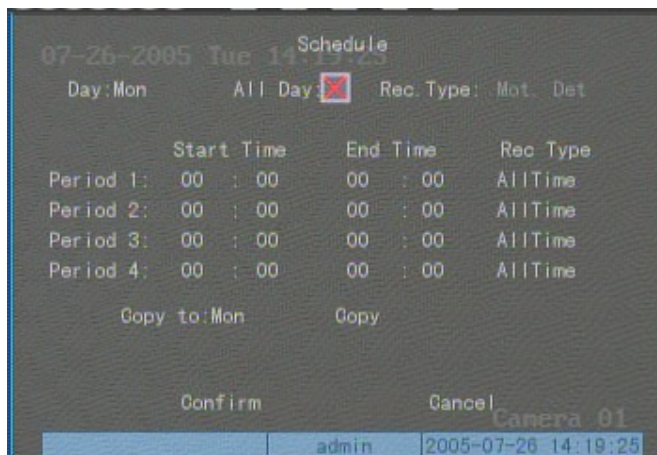 Schedule
07-26-2005 Tue 14:19:23
Day:Mon All Day: Rec.Type: Mot. Det
Start Time End Time Rec Type
Period 1: 00 : 00 00 : 00 AllTime
Period 2: 00 : 00 00 : 00 AllTime
Period 3: 00 : 00 00 : 00 AllTime
Period 4: 00 : 00 00 : 00 AllTime
Copy to:Mon Copy
Confirm Cancel
Camera 01
admin 2005-07-26 14:19:25